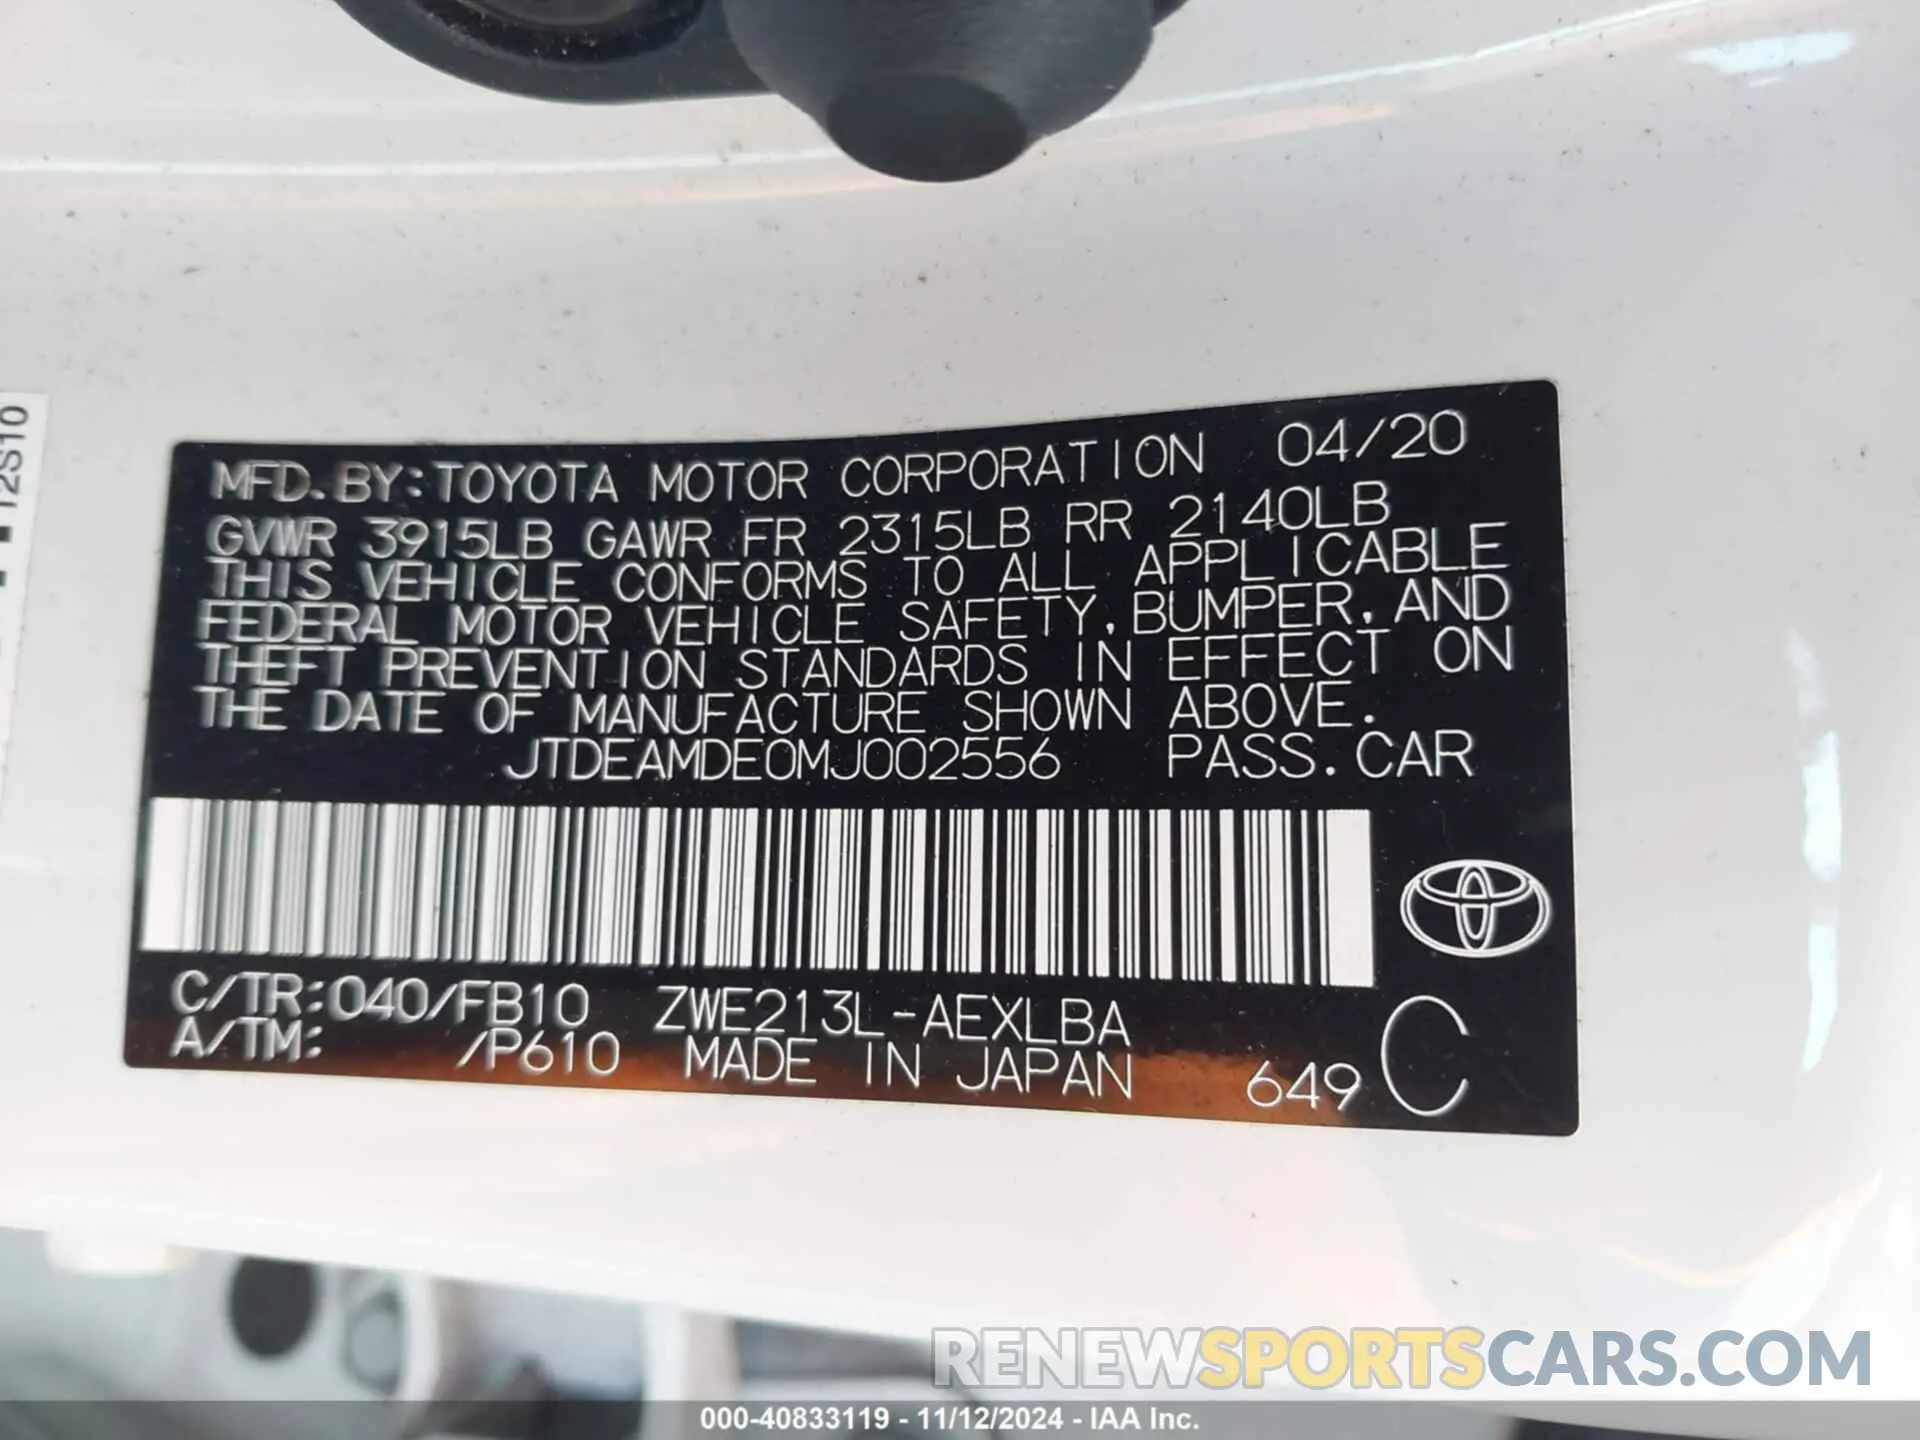 12S10
MFD.BY:TOYOTA MOTOR CORPORATION 04/20
GVWR 3915LB GAWR FR 2315LB RR 2140LB
THIS VEHICLE CONFORMS TO ALL APPLICABLE
FEDERAL MOTOR VEHICLE SAFETY, BUMPER, AND
THEFT PREVENTION STANDARDS IN EFFECT ON
THE DATE OF MANUFACTURE SHOWN ABOVE.
JTDEAMDE0MJ002556 PASS.CAR
C/TR:040/FB10 ZWE213L-AEXLBA C
A/TM: /P610 MADE IN JAPAN 649
RENEWSPORTSCARS.COM
000-40833119 - 11/12/2024 - IAA Inc.